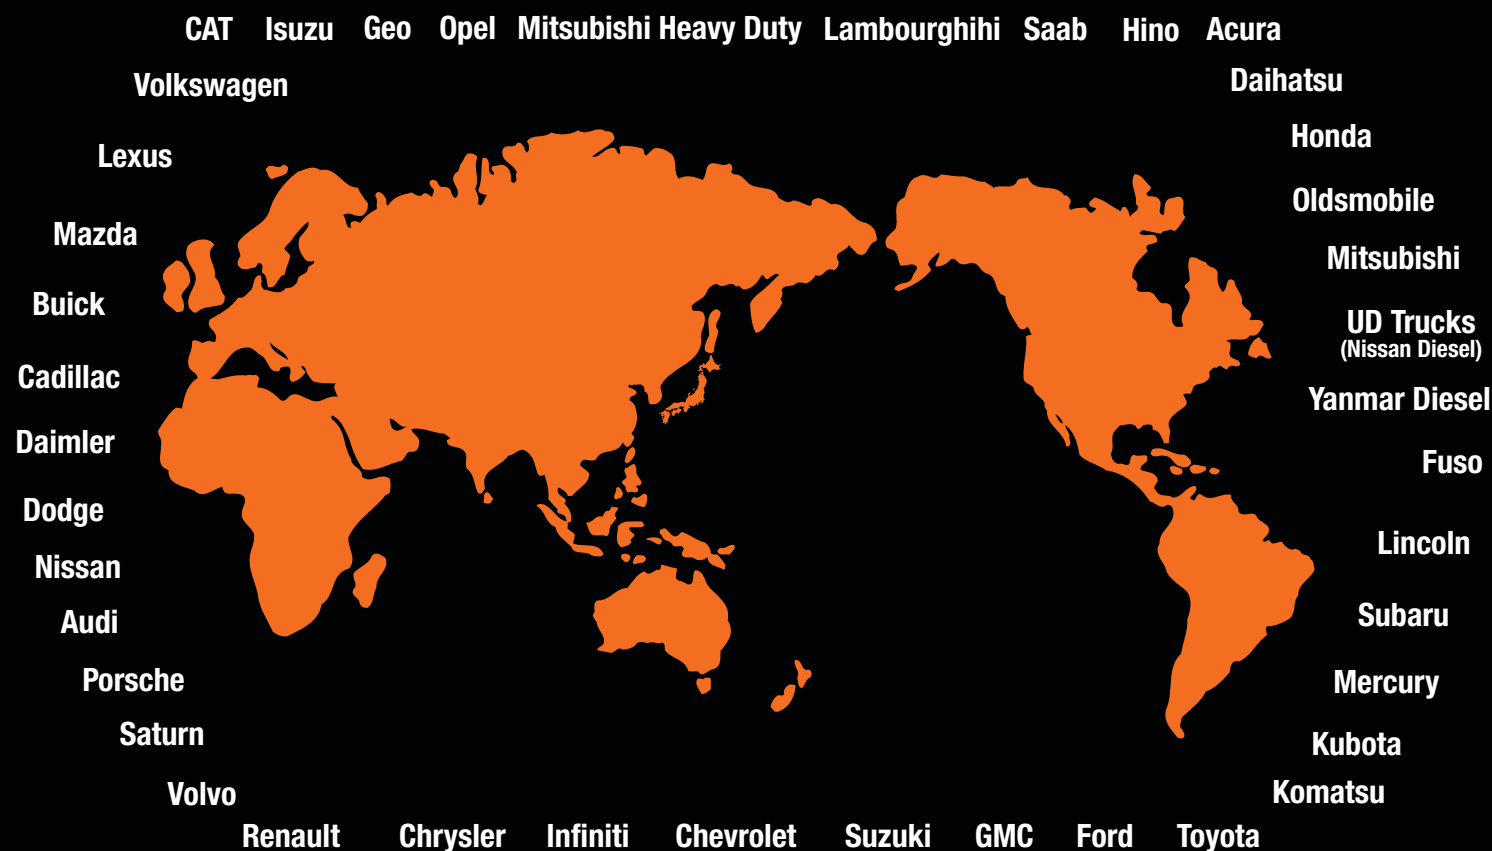 CAT Isuzu Geo Opel Mitsubishi Heavy Duty Lambourghihi Saab Hino Acura
Volkswagen
Daihatsu
Lexus
Honda
Mazda
Oldsmobile
Buick
Mitsubishi
Cadillac
UD Trucks
(Nissan Diesel)
Daimler
Yanmar Diesel
Dodge
Fuso
Nissan
Lincoln
Audi
Subaru
Porsche
Mercury
Saturn
Kubota
Volvo
Komatsu
Renault Chrysler Infiniti Chevrolet Suzuki GMC Ford Toyota